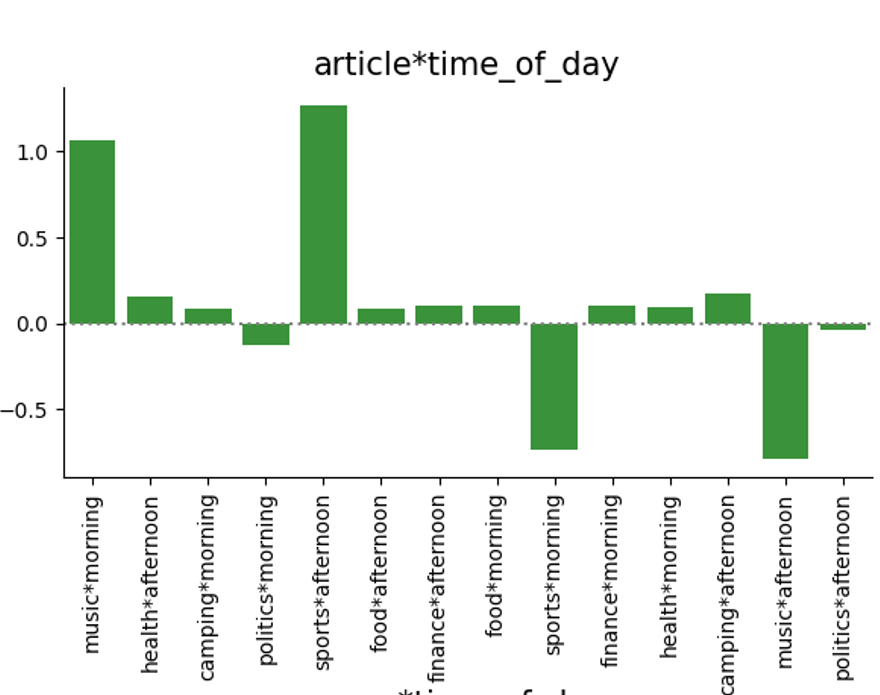 article*time_of_day
1.0
0.5
0.0
−0.5
music*morning
health*afternoon
camping*morning
politics*morning
sports*afternoon
food*afternoon
finance*afternoon
food*morning
sports*morning
finance*morning
health*morning
camping*afternoon
music*afternoon
politics*afternoon